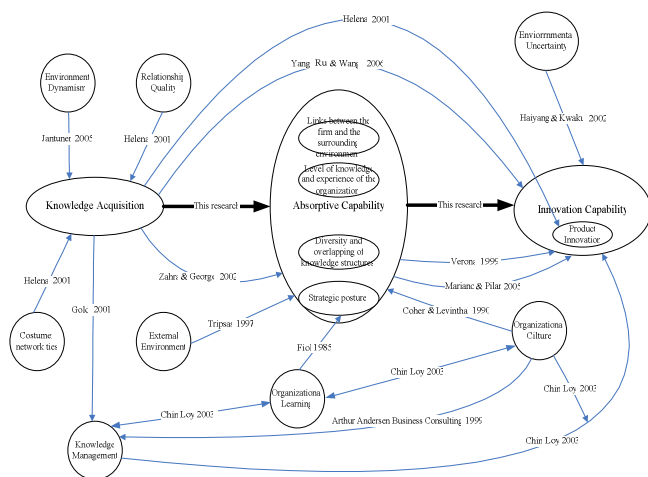 Helena 2001
Enviornmental
Uncertainty
Yang, Ru & Wang, 2006
Environment
Dynamism
Relationship
Quality
Links between the
firm and the
surrounding
environment
Jantunen 2005
Helena 2001
Haiyang & Kwaku, 2002
Level of knowledge
and experience of the
organization
Knowledge Acquisition
This research
Absorptive Capability
This research
Innovation Capability
Product
Innovation
Diversity and
overlapping of
knowledge structures
Verona, 1999
Zahra & George, 2002
Helena 2001
Mariano & Pilar 2005
Strategic posture
Gold, 2001
Tripsas 1997
Cohen & Levinthal, 1990
Costumer
network ties
External
Environment
Organizational
Culture
Fiol 1985
Chin Loy, 2003
Chin Loy, 2003
Organizational
Learning
Chin Loy, 2003
Arthur Andersen Business Consulting, 1999
Chin Loy, 2003
Knowledge
Management